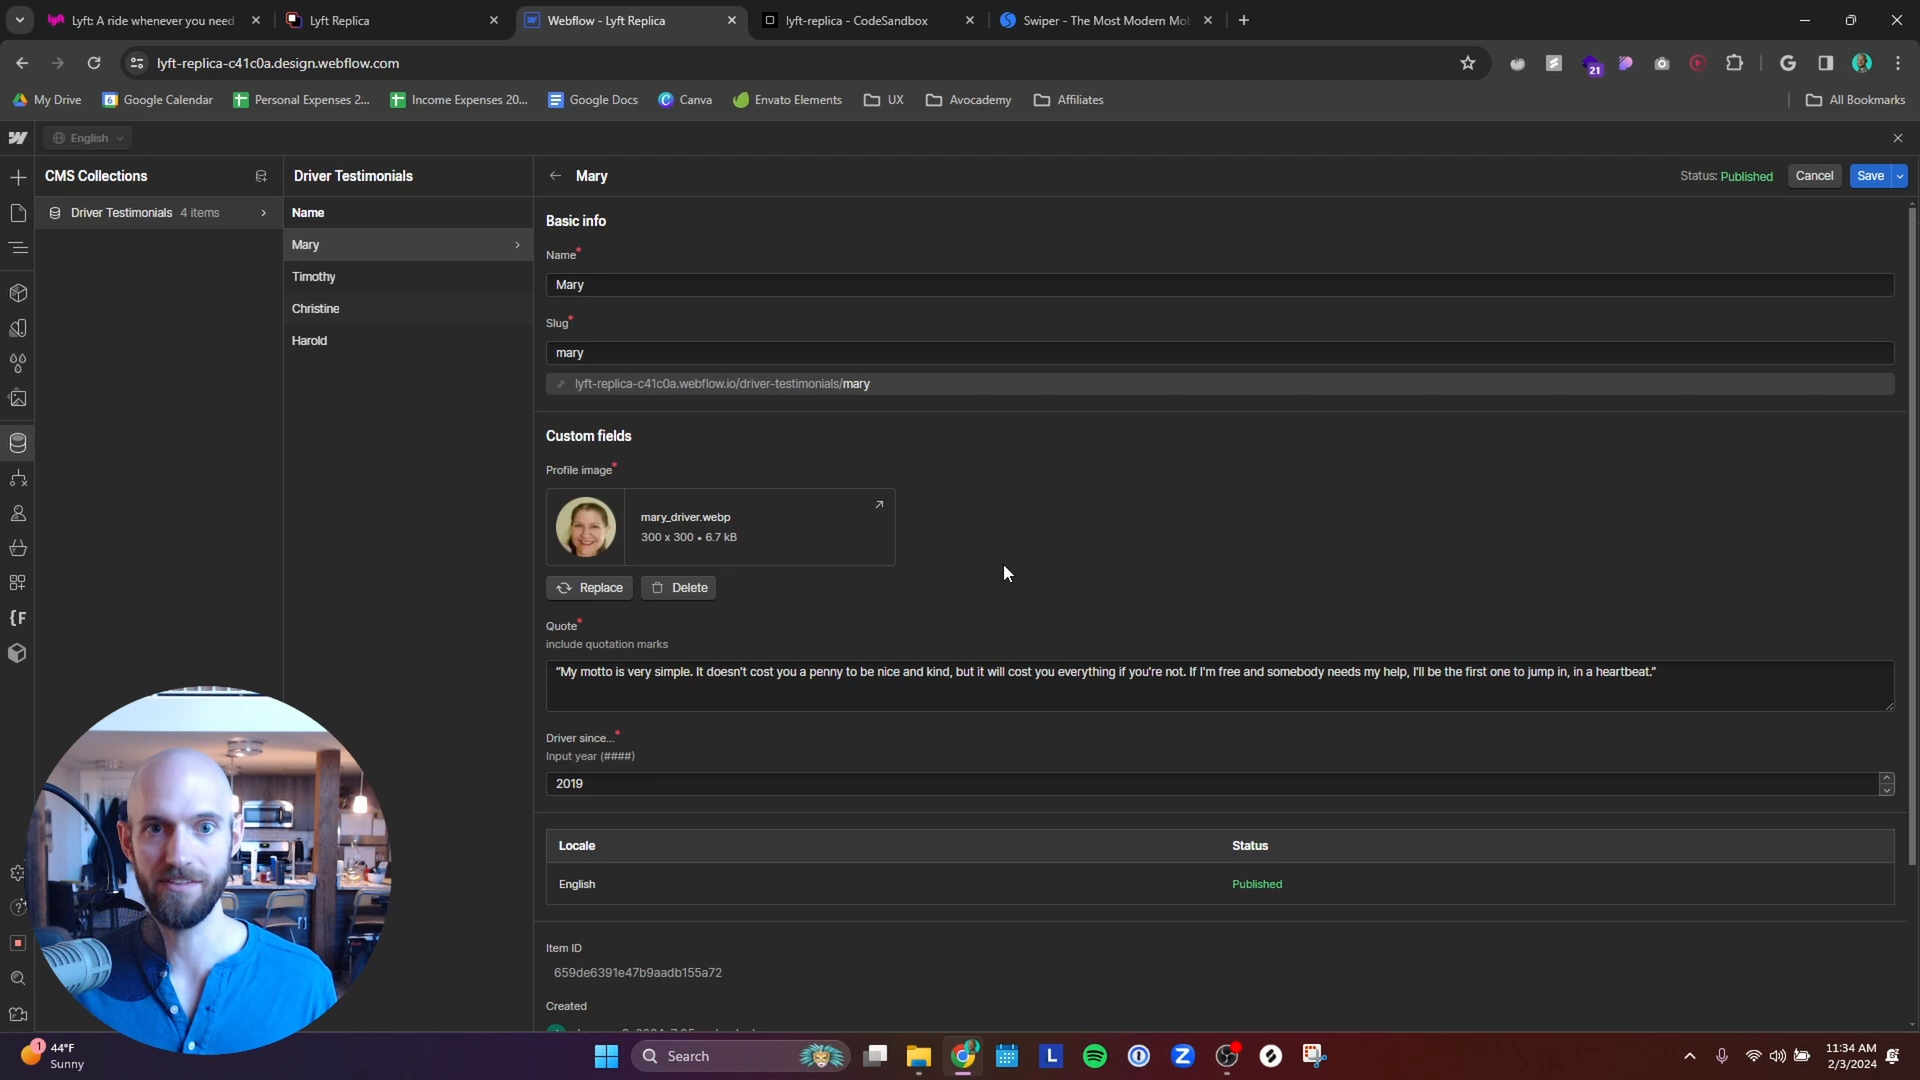 Lyft: A ride whenever you need
Lyft Replica
Webflow - Lyft Replica
lyft-replica - CodeSandbox
Swiper - The Most Modern Mo
lyft-replica-c41c0a.design.webflow.com
21
My Drive
Google Calendar
Personal Expenses 2...
Income Expenses 20...
Google Docs
Canva
Envato Elements
UX
Avocademy
Affiliates
All Bookmarks
English
CMS Collections
Driver Testimonials
Mary
Status: Published
Cancel
Save
Driver Testimonials 4 items
Name
Mary
Timothy
Christine
Harold
Basic info
Name*
Mary
Slug*
mary
lyft-replica-c41c0a.webflow.io/driver-testimonials/mary
Custom fields
Profile image*
mary_driver.webp
300 x 300 • 6.7 kB
Replace
Delete
Quote*
include quotation marks
“My motto is very simple. It doesn't cost you a penny to be nice and kind, but it will cost you everything if you're not. If I'm free and somebody needs my help, I'll be the first one to jump in, in a heartbeat.”
Driver since...*
Input year (####)
2019
Locale
Status
English
Published
Item ID
659de6391e47b9aadb155a72
Created
1
44°F
Sunny
Search
L
11:34 AM
2/3/2024